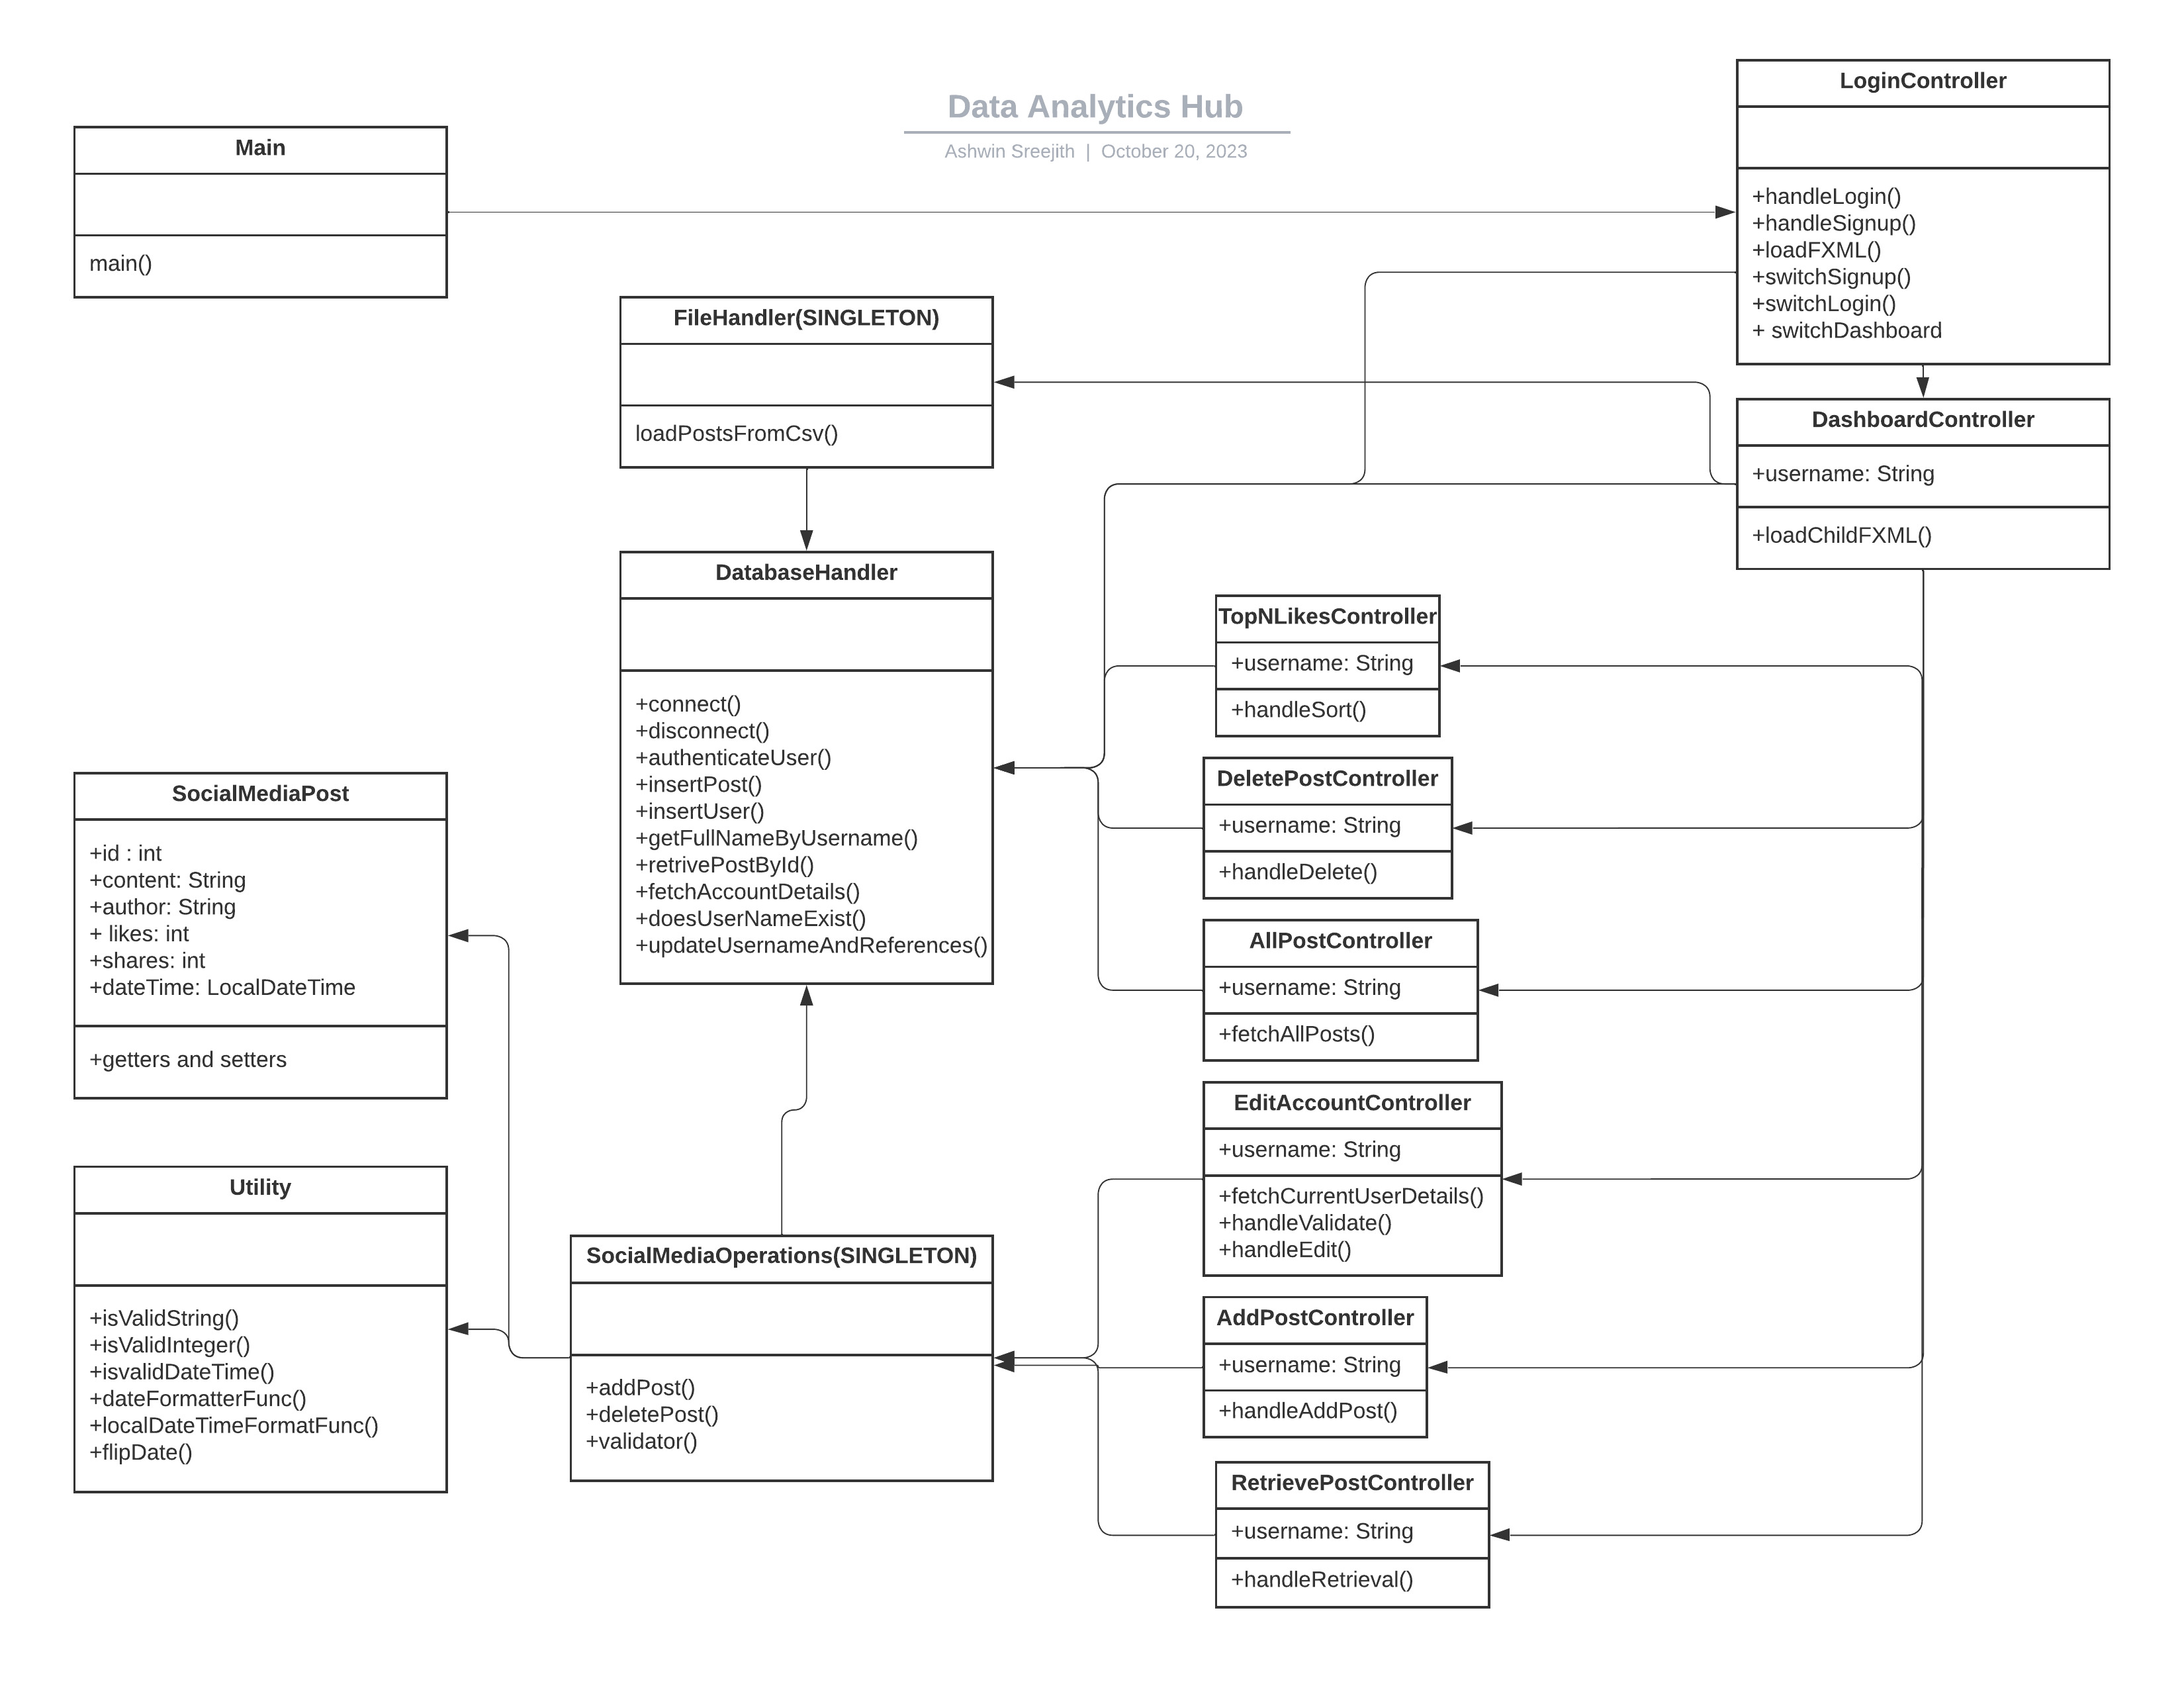 Data Analytics Hub
Ashwin Sreejith | October 20, 2023
Main
main()
LoginController
+handleLogin()
+handleSignup()
+loadFXML()
+switchSignup()
+switchLogin()
+ switchDashboard
FileHandler(SINGLETON)
loadPostsFromCsv()
DashboardController
+username: String
+loadChildFXML()
DatabaseHandler
+connect()
+disconnect()
+authenticateUser()
+insertPost()
+insertUser()
+getFullNameByUsername()
+retrivePostById()
+fetchAccountDetails()
+doesUserNameExist()
+updateUsernameAndReferences()
TopNLikesController
+username: String
+handleSort()
DeletePostController
+username: String
+handleDelete()
AllPostController
+username: String
+fetchAllPosts()
SocialMediaPost
+id : int
+content: String
+author: String
+ likes: int
+shares: int
+dateTime: LocalDateTime
+getters and setters
EditAccountController
+username: String
+fetchCurrentUserDetails()
+handleValidate()
+handleEdit()
Utility
+isValidString()
+isValidInteger()
+isvalidDateTime()
+dateFormatterFunc()
+localDateTimeFormatFunc()
+flipDate()
SocialMediaOperations(SINGLETON)
+addPost()
+deletePost()
+validator()
AddPostController
+username: String
+handleAddPost()
RetrievePostController
+username: String
+handleRetrieval()